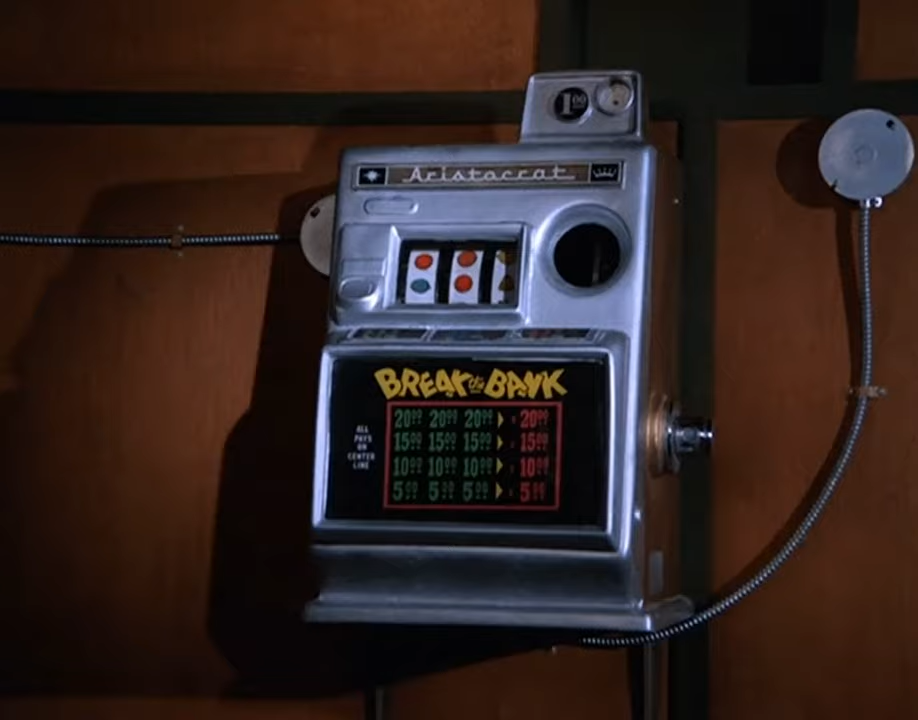 1.00
Aristocrat
BREAK the BANK
20.00 20.00 20.00 = 20.00
15.00 15.00 15.00 = 15.00
10.00 10.00 10.00 = 10.00
5.00 5.00 5.00 = 5.00
ALL
PAYS
ON
CENTER
LINE